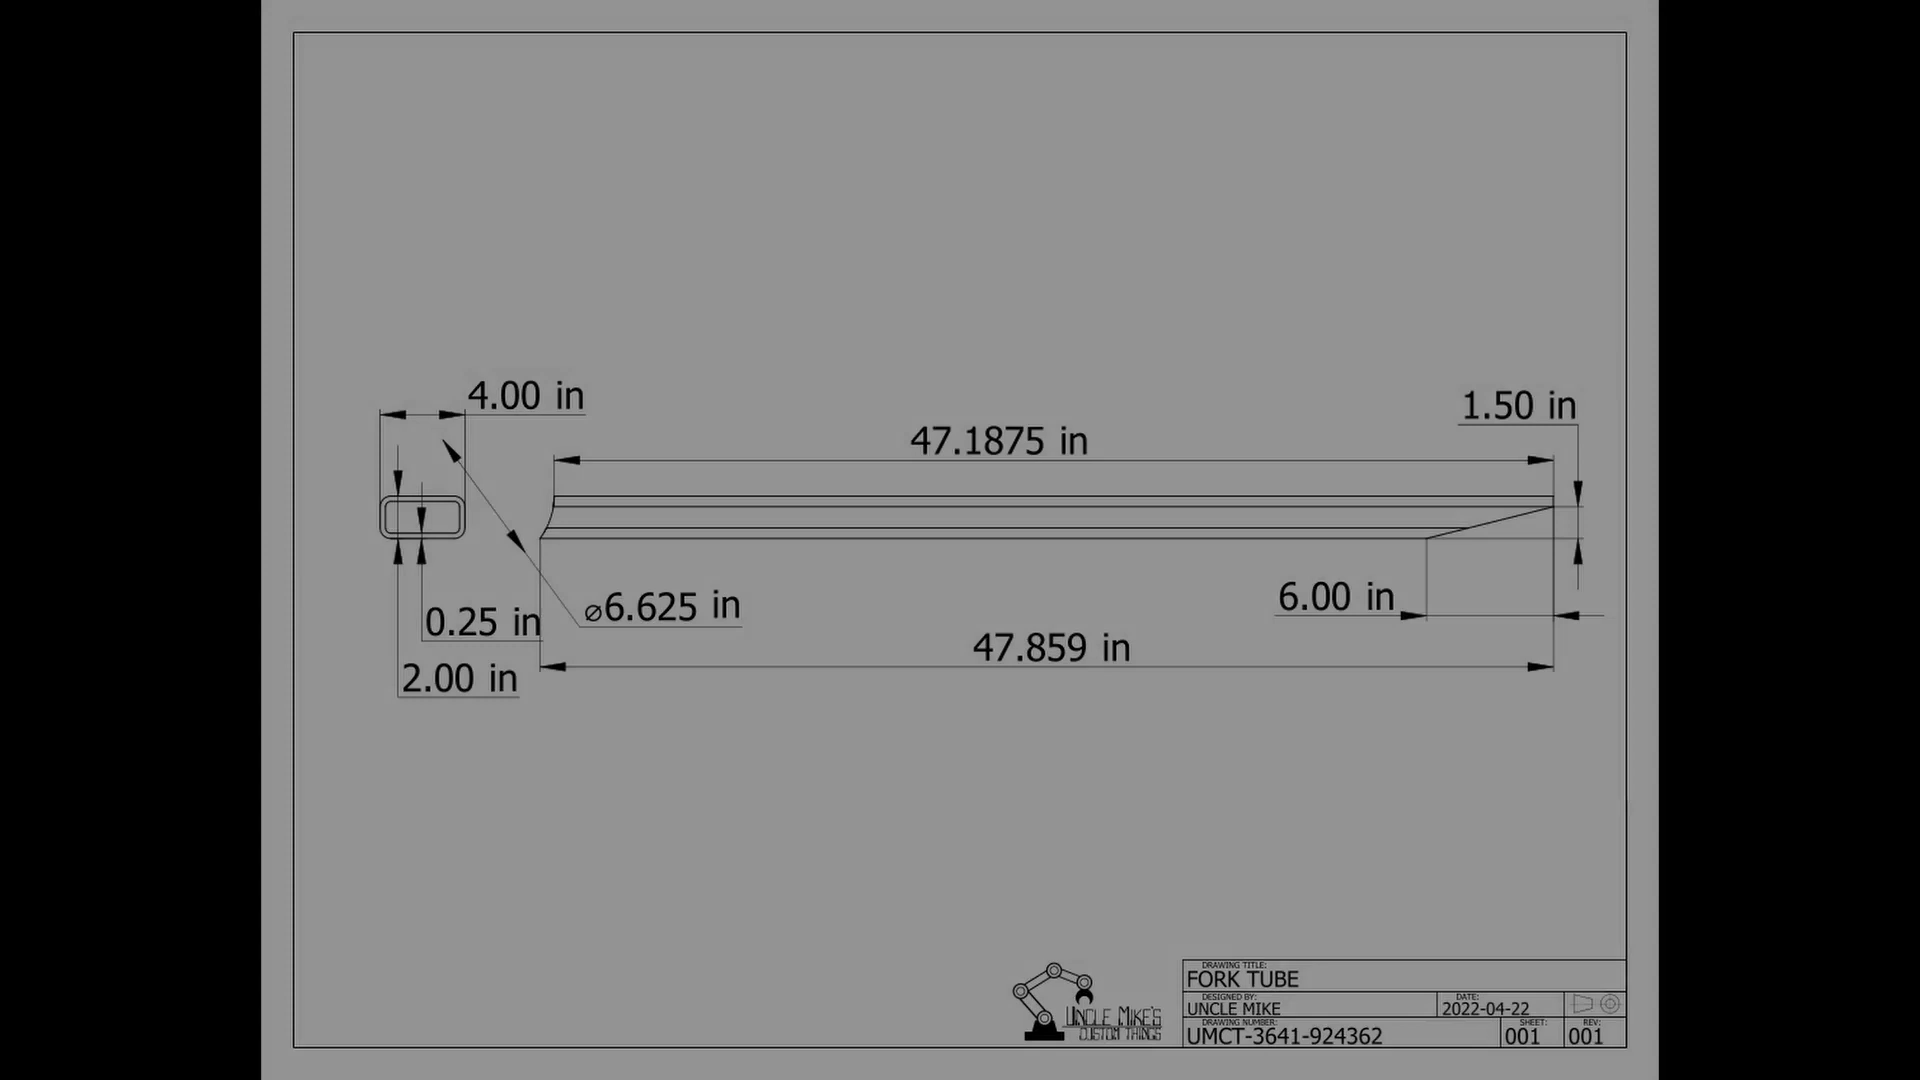 4.00 in
1.50 in
47.1875 in
⌀6.625 in
6.00 in
0.25 in
47.859 in
2.00 in
DRAWING TITLE:
FORK TUBE
DESIGNED BY:
UNCLE MIKE
DATE:
2022-04-22
DRAWING NUMBER:
UMCT-3641-924362
SHEET:
001
REV:
001
UNCLE MIKE'S
CUSTOM THINGS